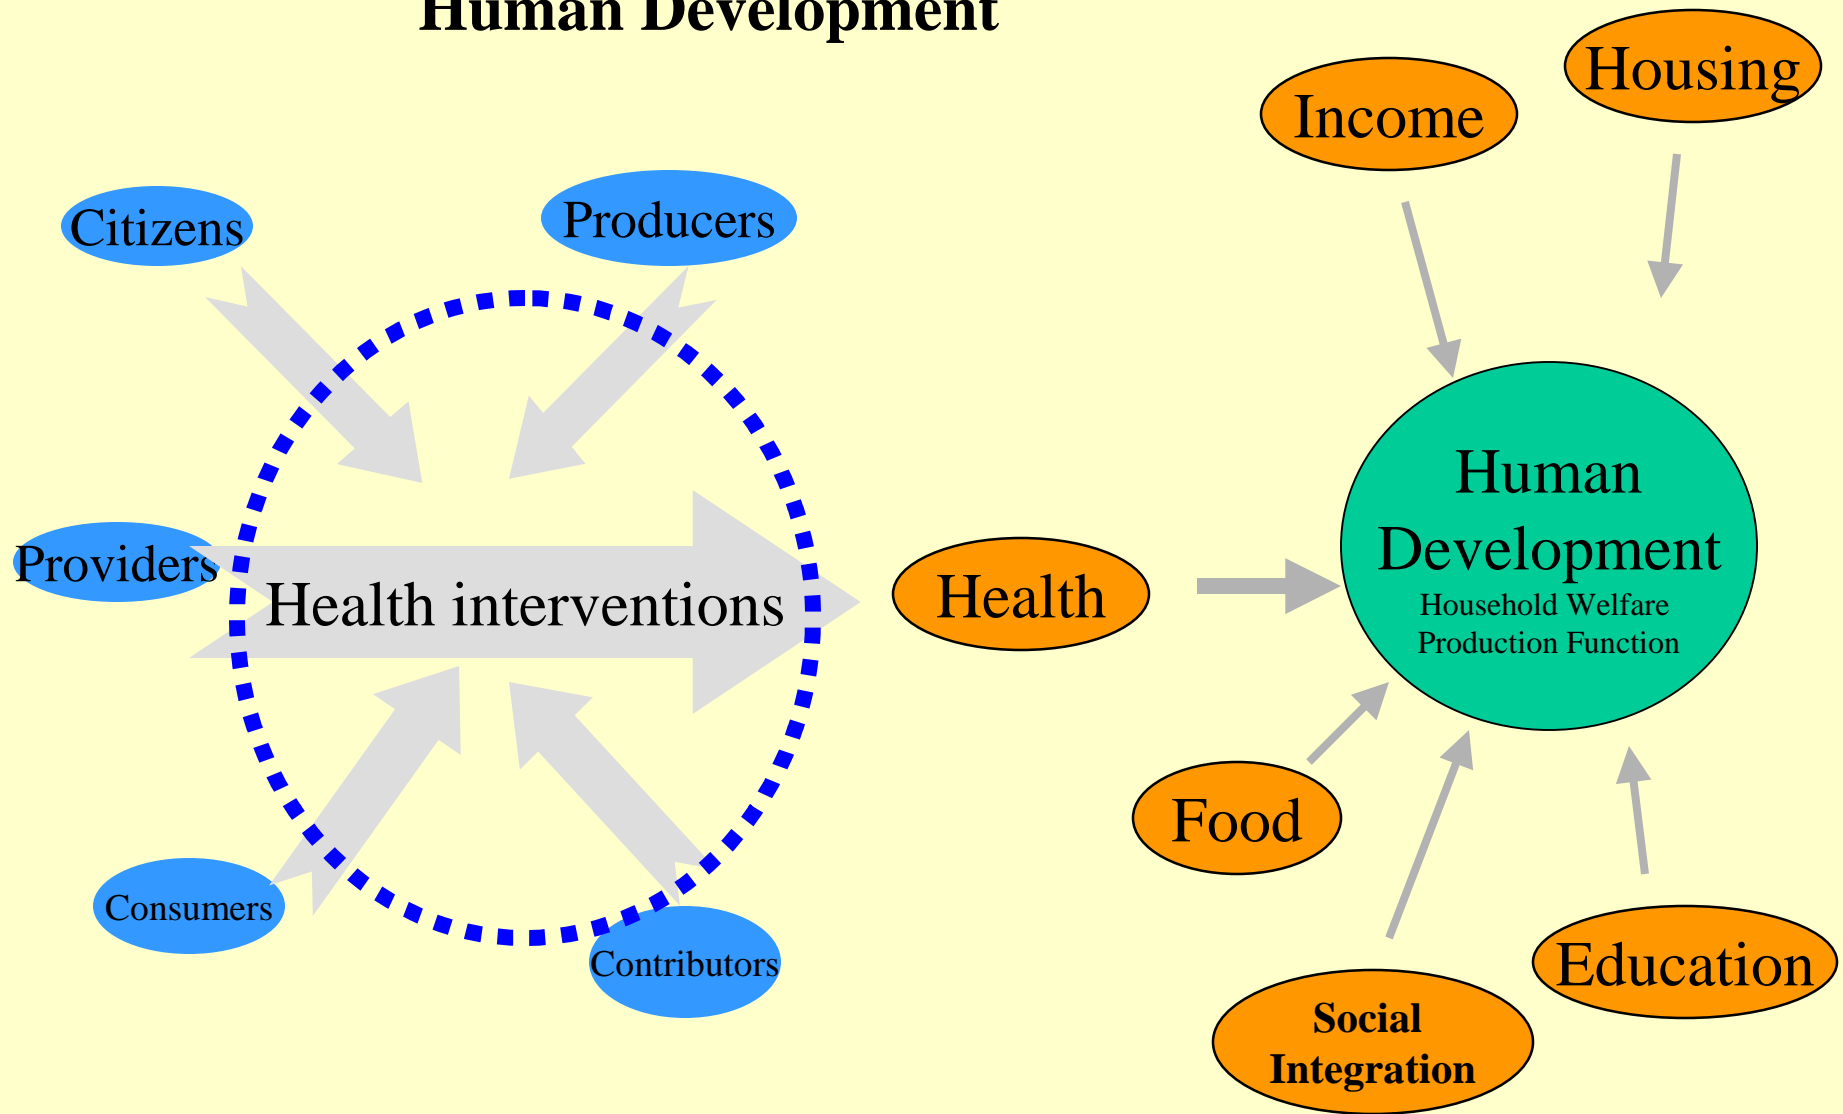 Human Development
Housing
Income
Citizens
Producers
Providers
Health interventions
Health
Human
Development
Household Welfare
Production Function
Food
Consumers
Contributors
Education
Social
Integration